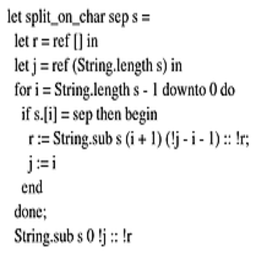 let split_on_char sep s =
let r = ref [] in
let j = ref (String.length s) in
for i = String.length s - 1 downto 0 do
if s.[i] = sep then begin
r := String.sub s (i + 1) (!j - i - 1) :: !r;
j := i
end
done;
String.sub s 0 !j :: !r